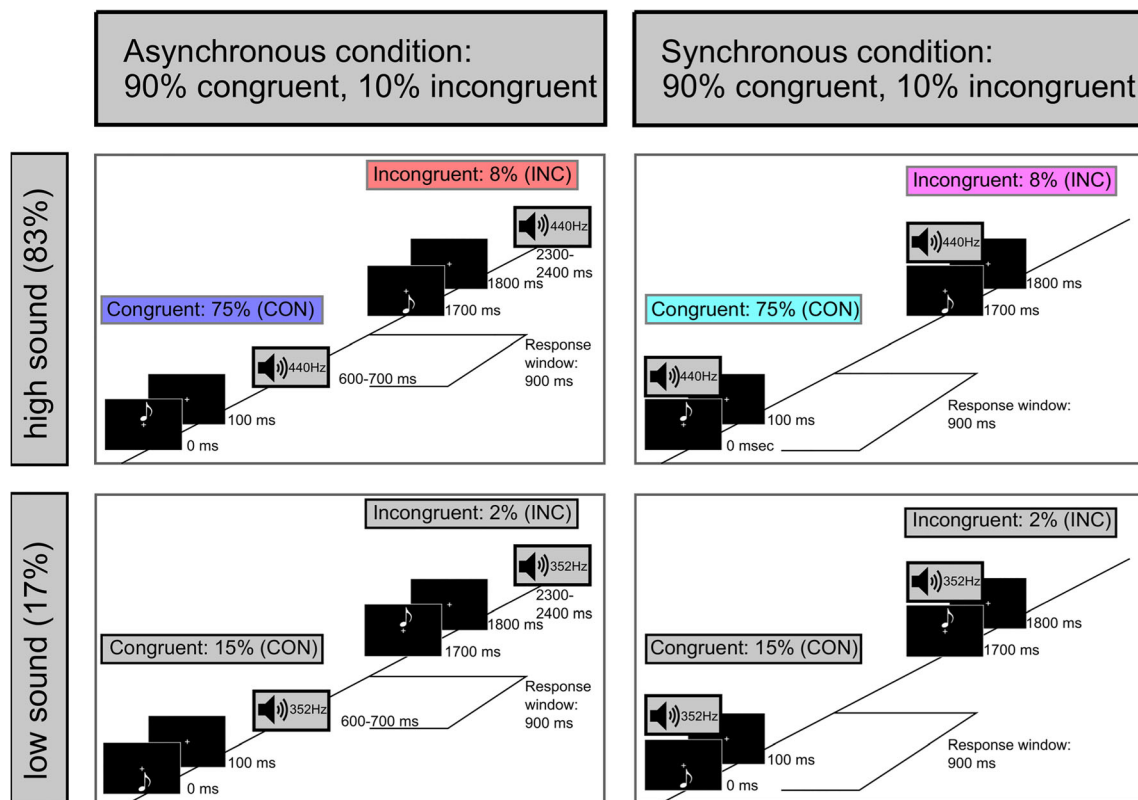 Asynchronous condition:
90% congruent, 10% incongruent
Synchronous condition:
90% congruent, 10% incongruent
high sound (83%)
Incongruent: 8% (INC)
440Hz
2300-
2400 ms
1800 ms
1700 ms
Congruent: 75% (CON)
440Hz
600-700 ms
Response
window:
900 ms
100 ms
0 ms
Incongruent: 8% (INC)
440Hz
1800 ms
1700 ms
Congruent: 75% (CON)
440Hz
100 ms
0 msec
Response window:
900 ms
low sound (17%)
Incongruent: 2% (INC)
352Hz
2300-
2400 ms
1800 ms
1700 ms
Congruent: 15% (CON)
352Hz
600-700 ms
Response
window:
900 ms
100 ms
0 ms
Incongruent: 2% (INC)
352Hz
1800 ms
1700 ms
Congruent: 15% (CON)
352Hz
100 ms
0 ms
Response window:
900 ms